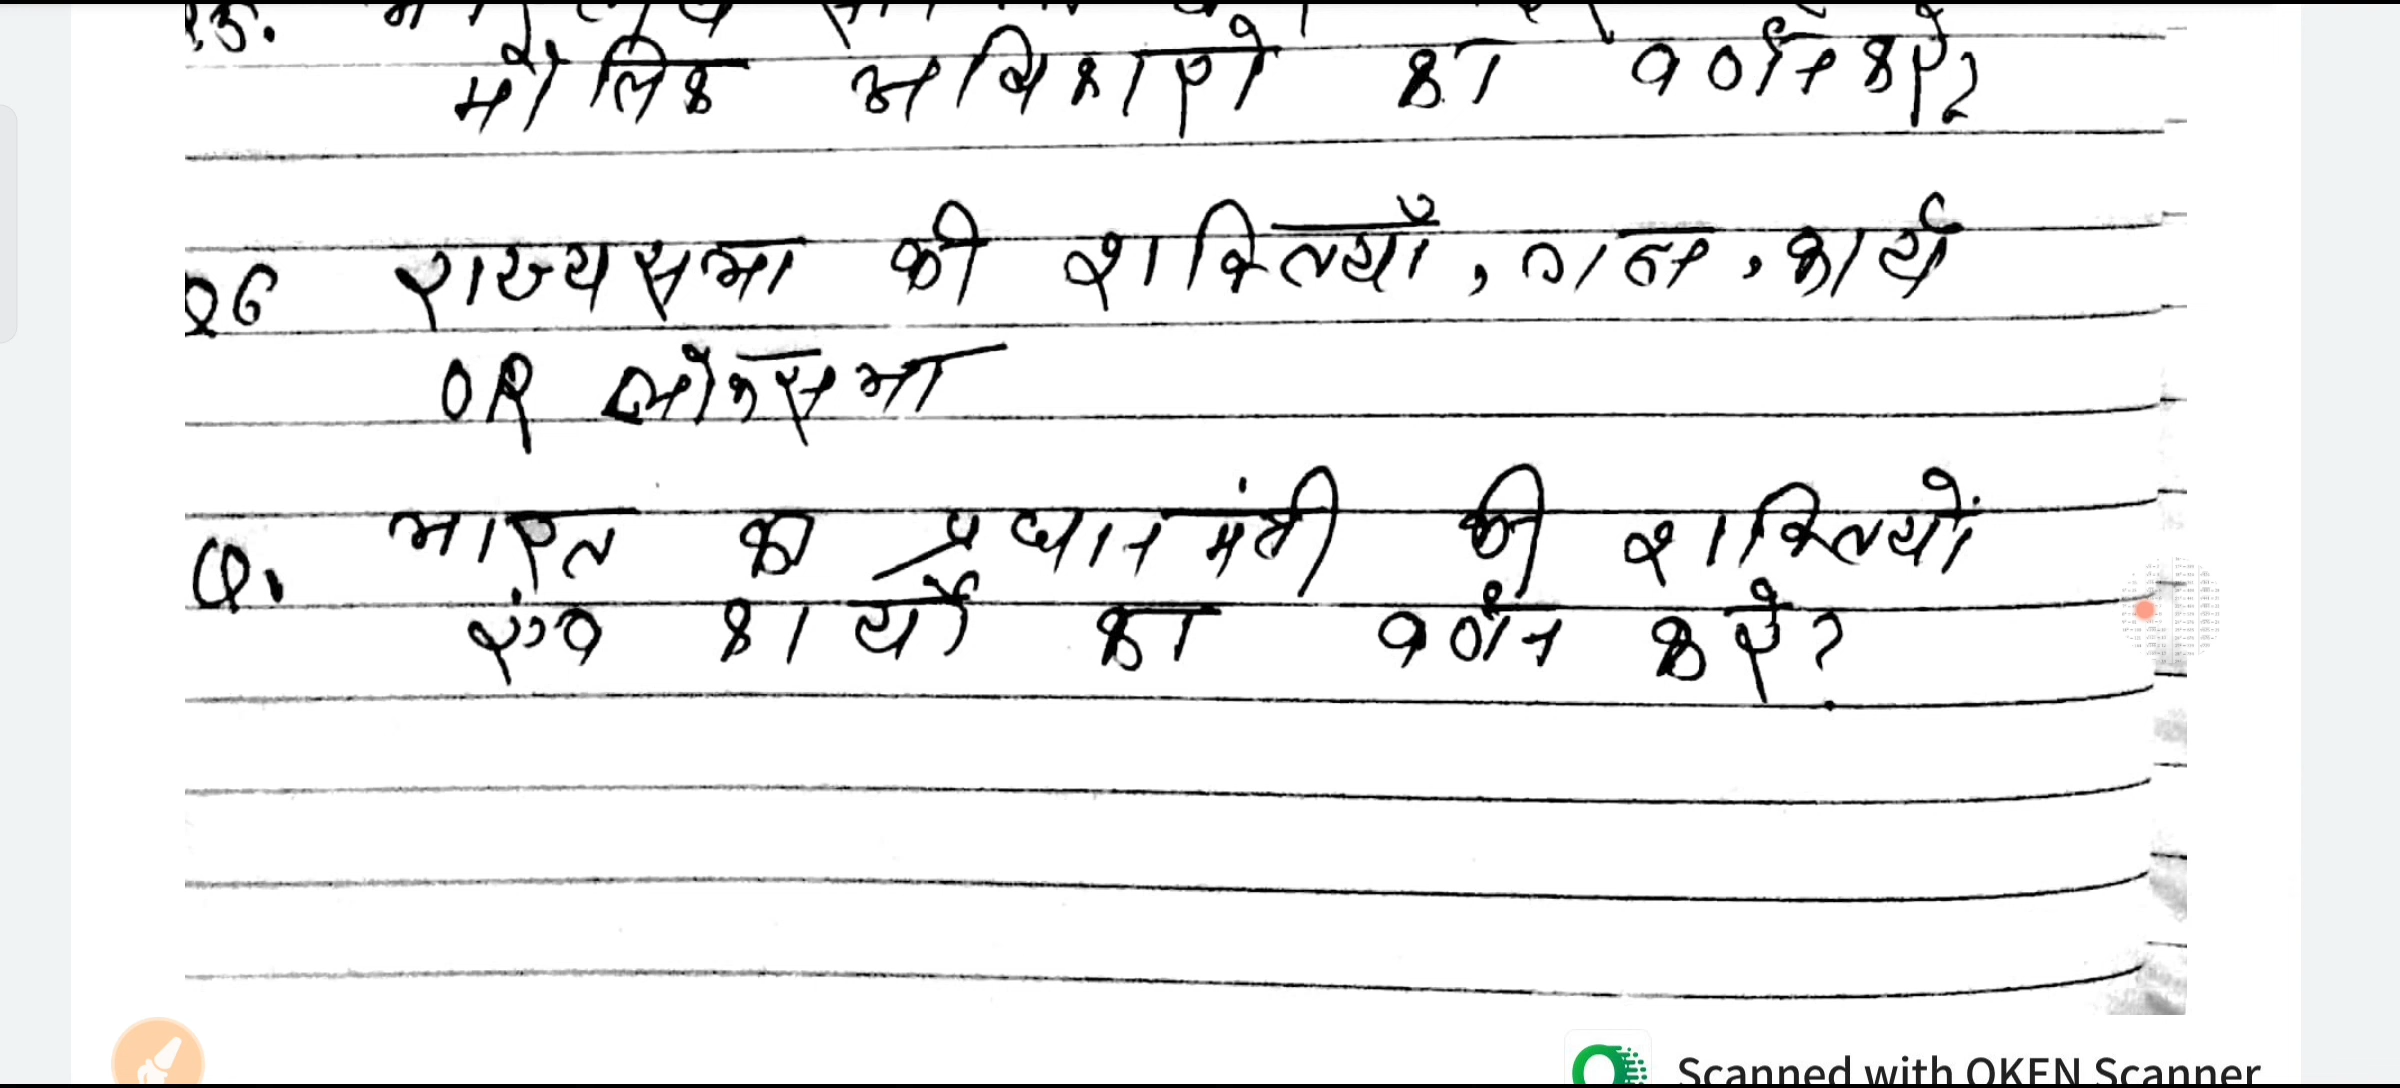 मौलिक अधिकारो का वर्णन करे?
Q6 राज्यसभा की शक्तियाँ, गठन, कार्य
OR लोकसभा
Q. भारत का प्रधानमंत्री की शक्तियों
एंव कार्यो का वर्णन करे?
Scanned with OKEN Scanner